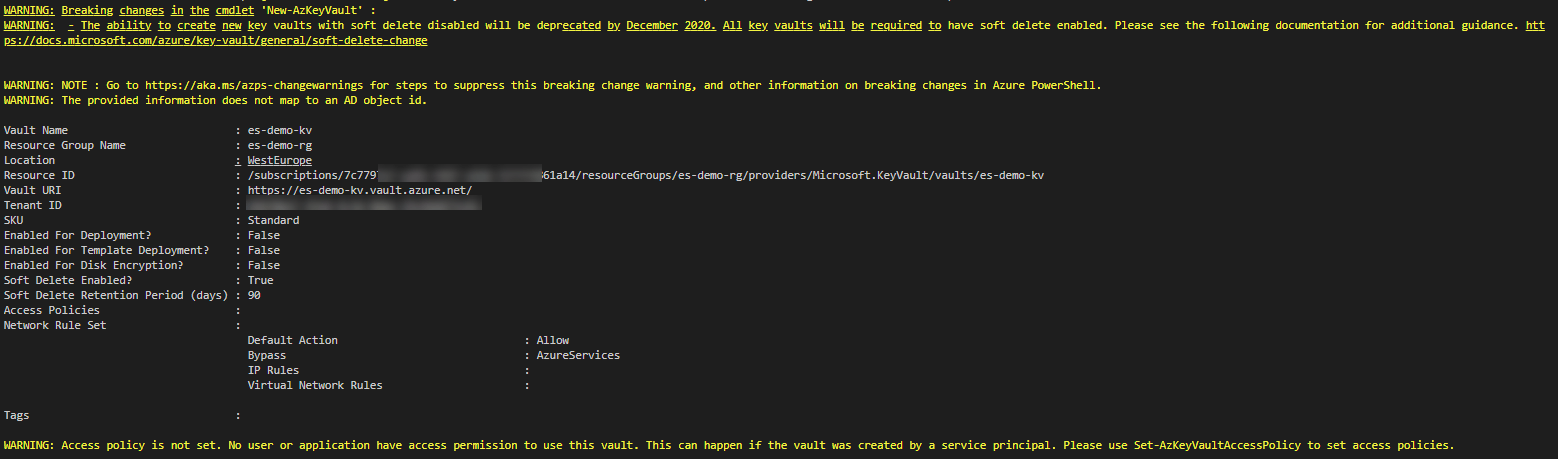 WARNING: Breaking changes in the cmdlet 'New-AzKeyVault' :
WARNING:  - The ability to create new key vaults with soft delete disabled will be deprecated by December 2020. All key vaults will be required to have soft delete enabled. Please see the following documentation for additional guidance. htt
ps://docs.microsoft.com/azure/key-vault/general/soft-delete-change
WARNING: NOTE : Go to https://aka.ms/azps-changewarnings for steps to suppress this breaking change warning, and other information on breaking changes in Azure PowerShell.
WARNING: The provided information does not map to an AD object id.
Vault Name : es-demo-kv
Resource Group Name : es-demo-rg
Location : WestEurope
Resource ID : /subscriptions/7c779 861a14/resourceGroups/es-demo-rg/providers/Microsoft.KeyVault/vaults/es-demo-kv
Vault URI : https://es-demo-kv.vault.azure.net/
Tenant ID :
SKU : Standard
Enabled For Deployment? : False
Enabled For Template Deployment? : False
Enabled For Disk Encryption? : False
Soft Delete Enabled? : True
Soft Delete Retention Period (days) : 90
Access Policies :
Network Rule Set :
Default Action : Allow
Bypass : AzureServices
IP Rules :
Virtual Network Rules :
Tags :
WARNING: Access policy is not set. No user or application have access permission to use this vault. This can happen if the vault was created by a service principal. Please use Set-AzKeyVaultAccessPolicy to set access policies.